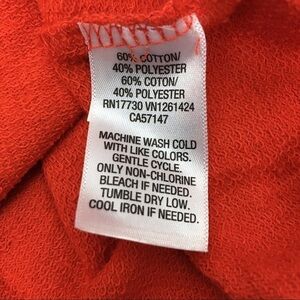 60% COTTON/
40% POLYESTER
60% COTON/
40% POLYESTER
RN17730 VN1261424
CA57147
MACHINE WASH COLD
WITH LIKE COLORS.
GENTLE CYCLE.
ONLY NON-CHLORINE
BLEACH IF NEEDED.
TUMBLE DRY LOW.
COOL IRON IF NEEDED.